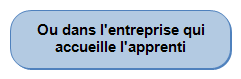 Ou dans l'entreprise qui
accueille l'apprenti